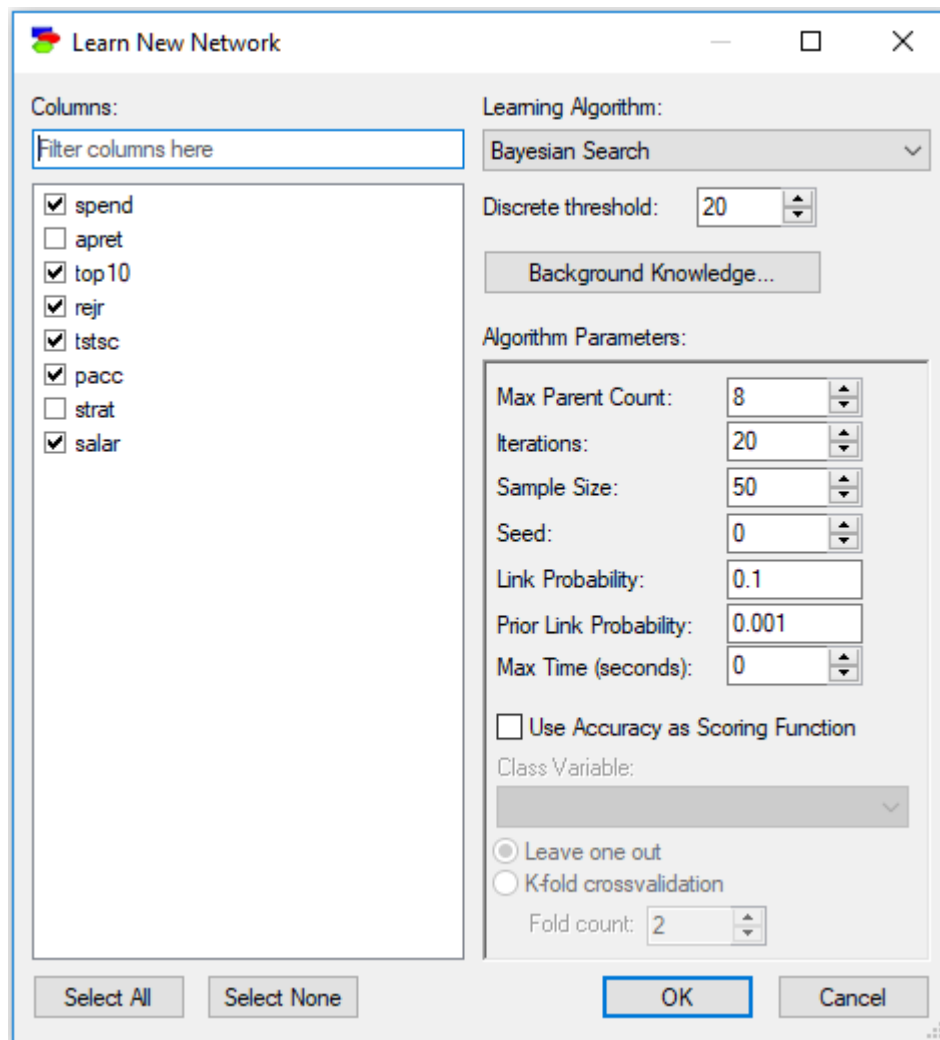 Learn New Network
Columns:
Filter columns here
spend
apret
top10
rejr
tstsc
pacc
strat
salar
Select All
Select None
Learning Algorithm:
Bayesian Search
Discrete threshold: 20
Background Knowledge...
Algorithm Parameters:
Max Parent Count: 8
Iterations: 20
Sample Size: 50
Seed: 0
Link Probability: 0.1
Prior Link Probability: 0.001
Max Time (seconds): 0
Use Accuracy as Scoring Function
Class Variable:
Leave one out
K-fold crossvalidation
Fold count: 2
OK
Cancel